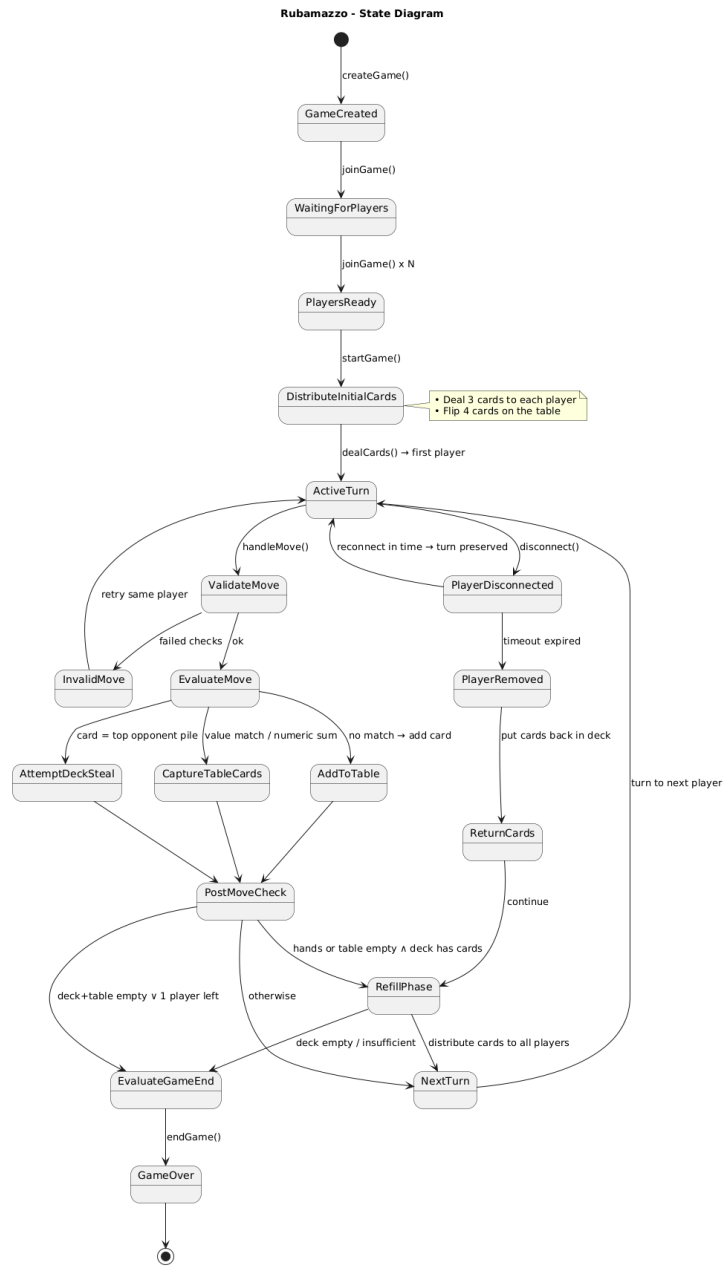 Rubamazzo - State Diagram
createGame()
GameCreated
joinGame()
WaitingForPlayers
joinGame() x N
PlayersReady
startGame()
DistributeInitialCards
• Deal 3 cards to each player
• Flip 4 cards on the table
dealCards() → first player
ActiveTurn
handleMove()
reconnect in time → turn preserved
disconnect()
ValidateMove
PlayerDisconnected
retry same player
failed checks
ok
timeout expired
InvalidMove
EvaluateMove
PlayerRemoved
card = top opponent pile
value match / numeric sum
no match → add card
put cards back in deck
AttemptDeckSteal
CaptureTableCards
AddToTable
turn to next player
ReturnCards
PostMoveCheck
continue
hands or table empty ∧ deck has cards
RefillPhase
deck+table empty ∨ 1 player left
otherwise
deck empty / insufficient
distribute cards to all players
EvaluateGameEnd
NextTurn
endGame()
GameOver